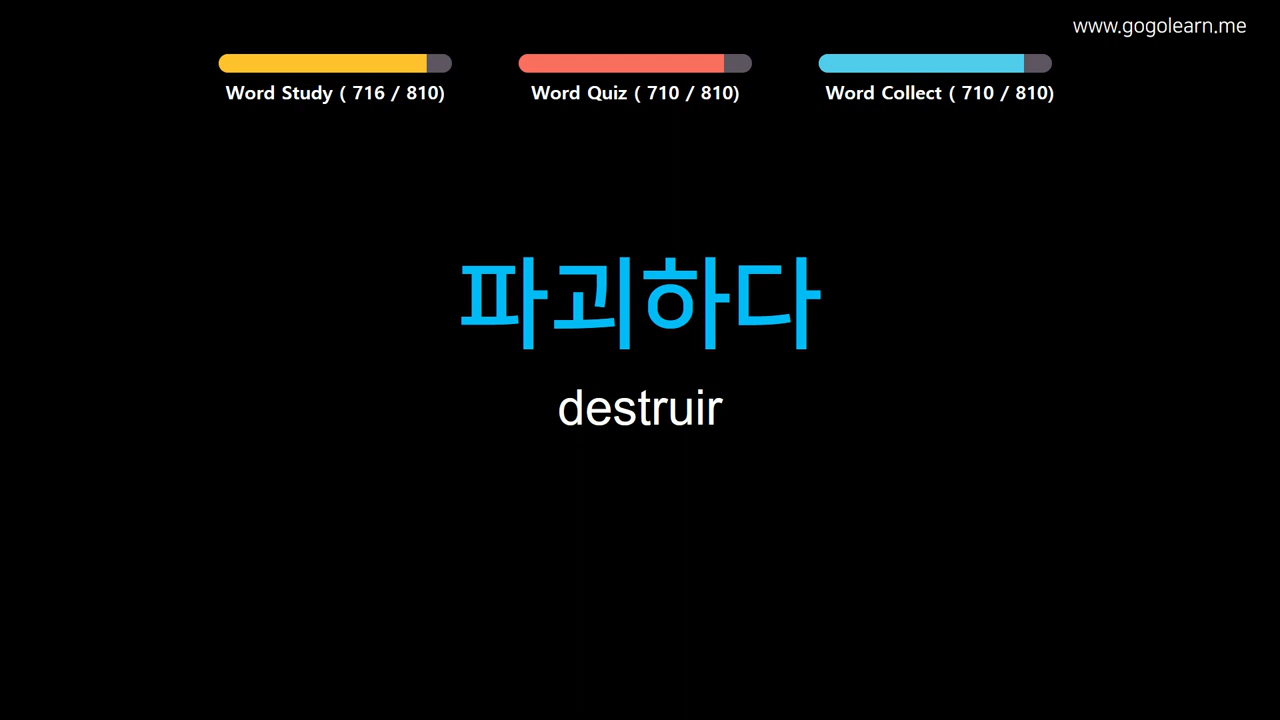 www.gogolearn.me
Word Study ( 716 / 810)
Word Quiz ( 710 / 810)
Word Collect ( 710 / 810)
파괴하다
destruir